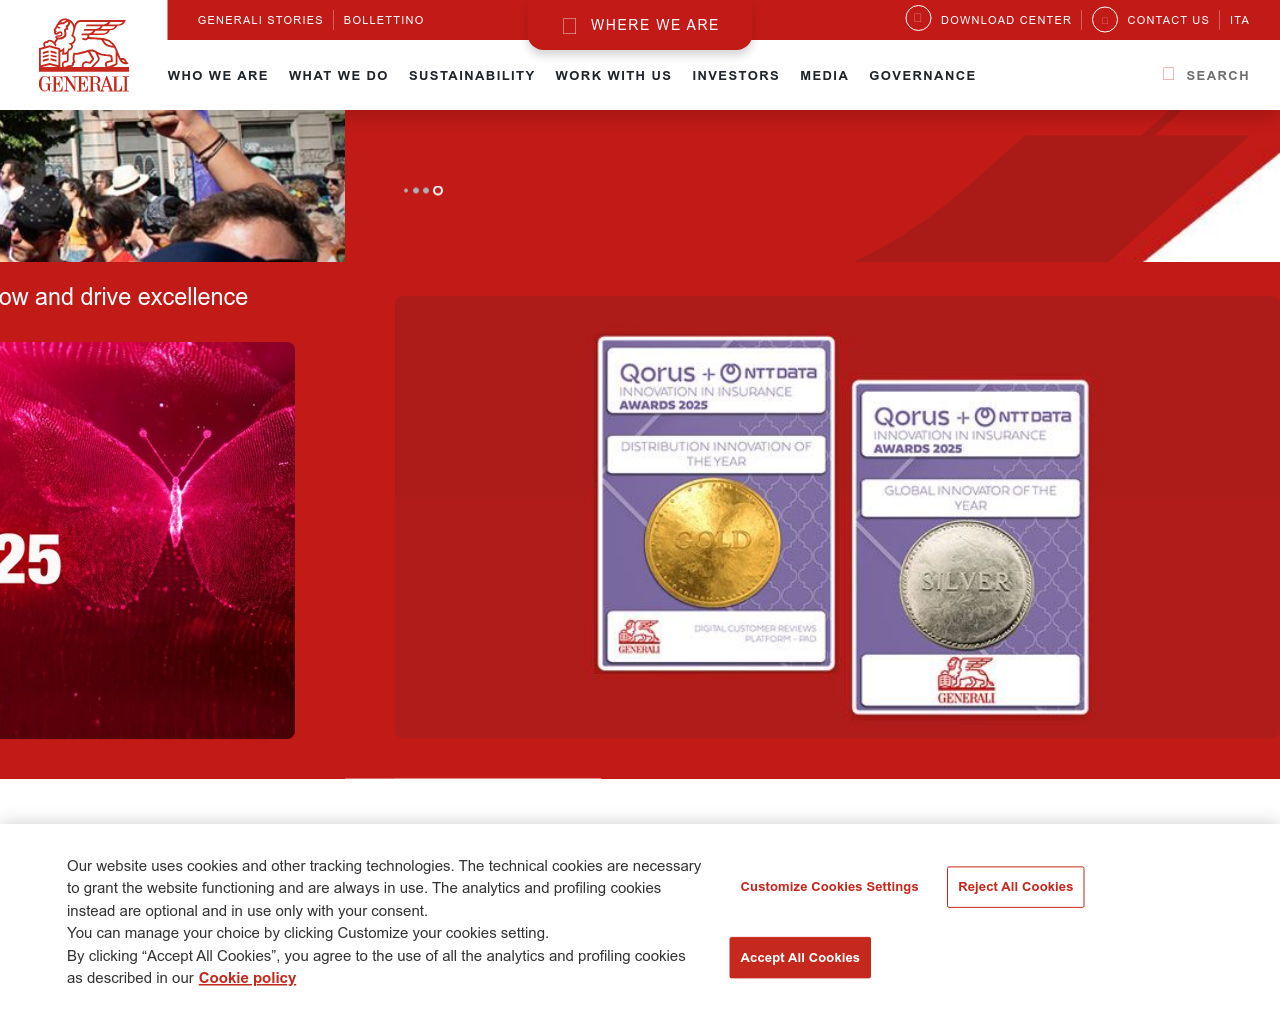 GENERALI STORIES
BOLLETTINO
WHERE WE ARE
DOWNLOAD CENTER
CONTACT US
ITA
GENERALI
WHO WE ARE
WHAT WE DO
SUSTAINABILITY
WORK WITH US
INVESTORS
MEDIA
GOVERNANCE
SEARCH
ow and drive excellence
25
Qorus + NTT DATA
INNOVATION IN INSURANCE
AWARDS 2025
DISTRIBUTION INNOVATION OF
THE YEAR
GOLD
GENERALI
DIGITAL CUSTOMER REVIEWS
PLATFORM - PAD
Qorus + NTT DATA
INNOVATION IN INSURANCE
AWARDS 2025
GLOBAL INNOVATOR OF THE
YEAR
SILVER
GENERALI
Our website uses cookies and other tracking technologies. The technical cookies are necessary
to grant the website functioning and are always in use. The analytics and profiling cookies
instead are optional and in use only with your consent.
You can manage your choice by clicking Customize your cookies setting.
By clicking “Accept All Cookies”, you agree to the use of all the analytics and profiling cookies
as described in our Cookie policy
Customize Cookies Settings
Reject All Cookies
Accept All Cookies